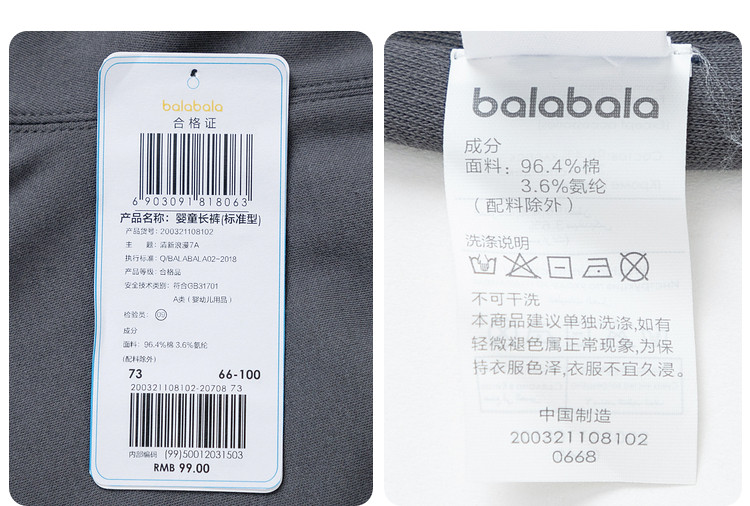 balabala
合格证
6 903091 818063
产品名称：婴童长裤(标准型)
产品货号：200321108102
主 题：清新浪漫7A
执行标准：Q/BALABALA02-2018
产品等级：合格品
安全技术类别：符合GB31701
A类（婴幼儿用品）
检验员：09
成分
面料：96.4%棉 3.6%氨纶
(配料除外)
73 66-100
200321108102-20708 73
内部编码 (99)50012031503
RMB 99.00
balabala
成分
面料：96.4%棉
3.6%氨纶
（配料除外）
洗涤说明
不可干洗
本商品建议单独洗涤,如有
轻微褪色属正常现象,为保
持衣服色泽,衣服不宜久浸。
中国制造
200321108102
0668